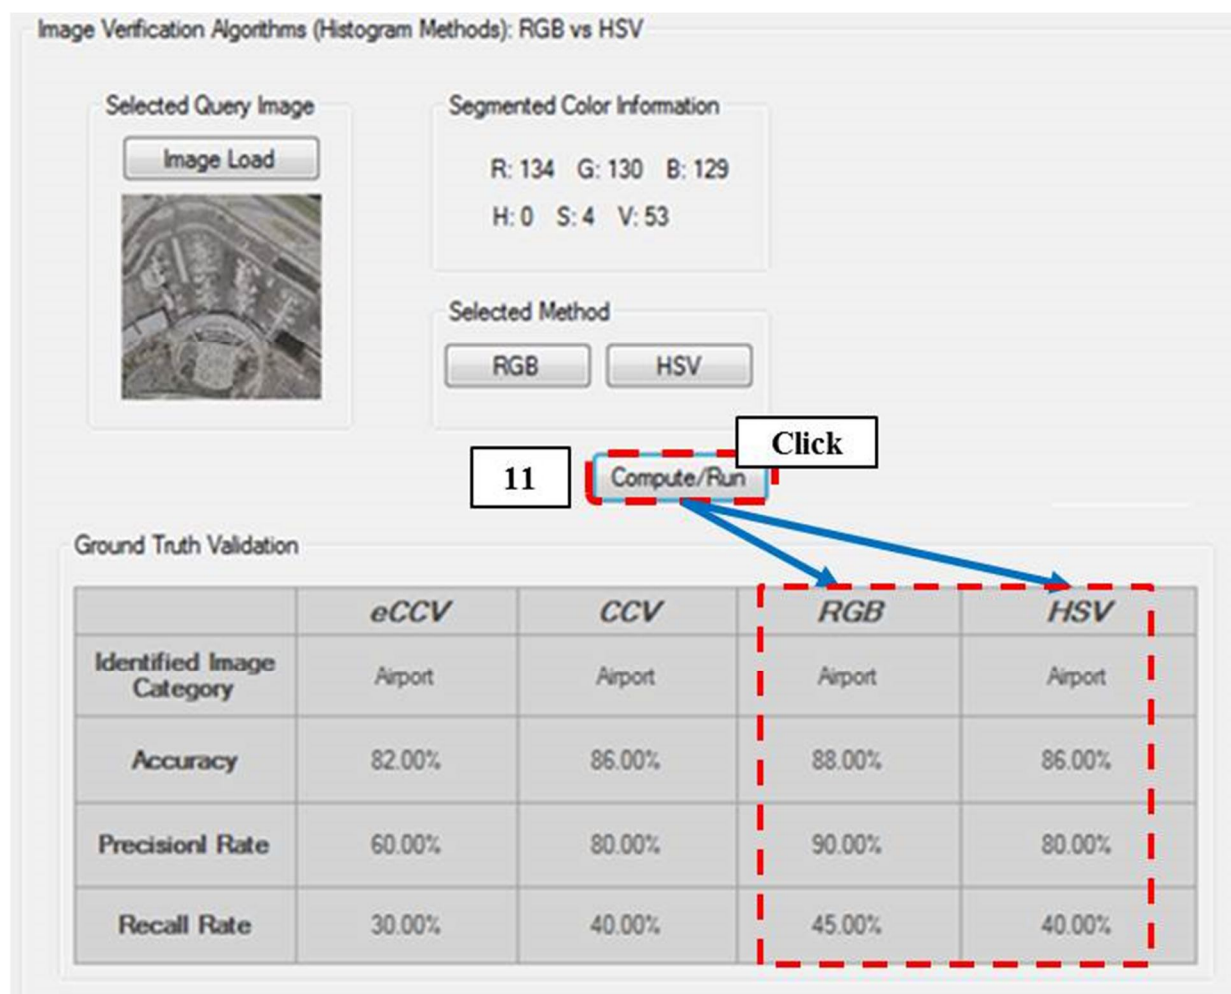 Image Verification Algorithms (Histogram Methods): RGB vs HSV
Selected Query Image
Image Load
Segmented Color Information
R: 134 G: 130 B: 129
H: 0 S: 4 V: 53
Selected Method
RGB HSV
Click
11 Compute/Run
Ground Truth Validation
eCCV CCV RGB HSV
Identified Image
Category Airport Airport Airport Airport
Accuracy 82.00% 86.00% 88.00% 86.00%
Precisionl Rate 60.00% 80.00% 90.00% 80.00%
Recall Rate 30.00% 40.00% 45.00% 40.00%